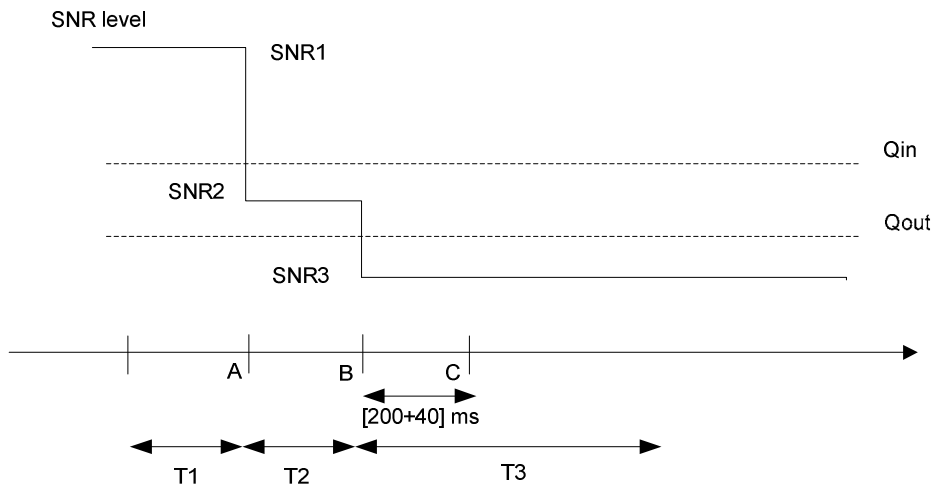 SNR level
SNR1
Qin
SNR2
Qout
SNR3
A
B
C
[200+40] ms
T1
T2
T3